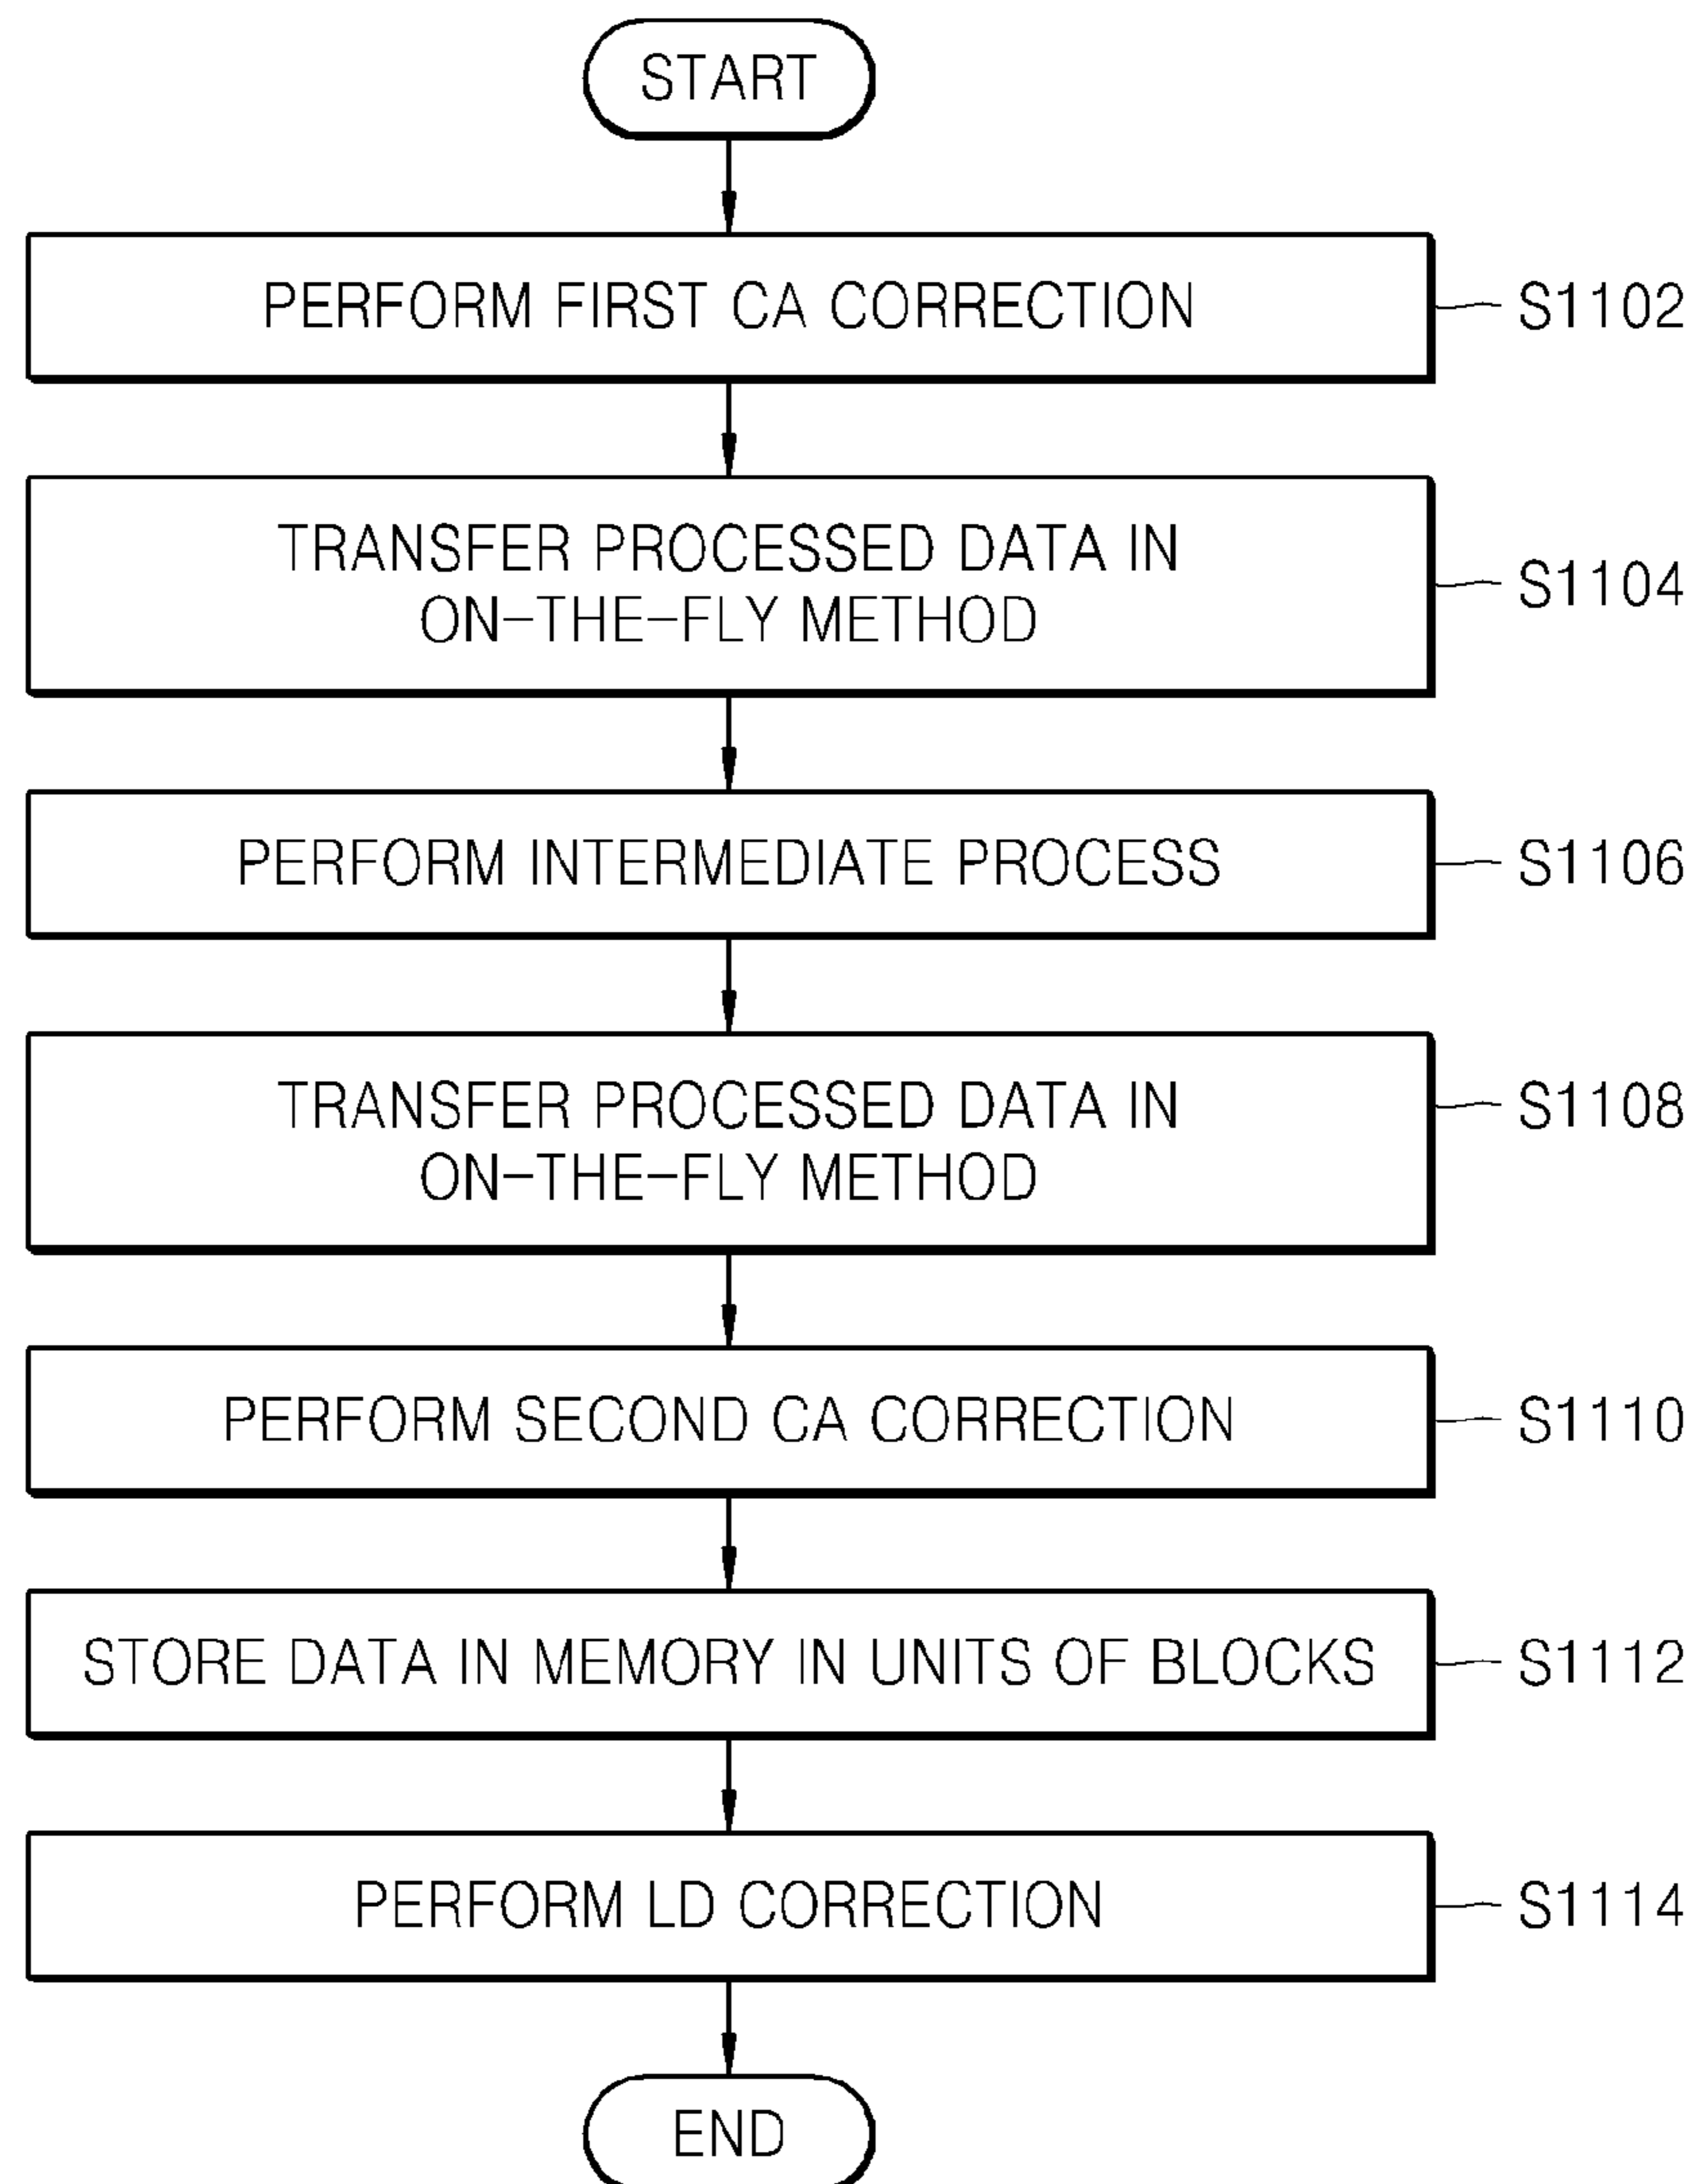 START
PERFORM FIRST CA CORRECTION
S1102
TRANSFER PROCESSED DATA IN
ON-THE-FLY METHOD
S1104
PERFORM INTERMEDIATE PROCESS
S1106
TRANSFER PROCESSED DATA IN
ON-THE-FLY METHOD
S1108
PERFORM SECOND CA CORRECTION
S1110
STORE DATA IN MEMORY IN UNITS OF BLOCKS
S1112
PERFORM LD CORRECTION
S1114
END